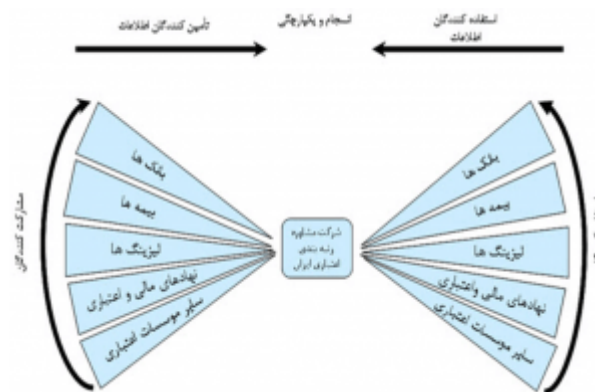 استفاده کنندگان
اطلاعات
انسجام و یکپارچگی
تأمین کنندگان اطلاعات
بانک ها
بیمه ها
لیزینگ ها
نهادهای مالی واعتباری
سایر موسسات اعتباری
شرکت مشاوره
رتبه بندی
اعتباری ایران
بانک ها
بیمه ها
لیزینگ ها
نهادهای مالی و اعتباری
سایر موسسات اعتباری
مشارکت کنندگان